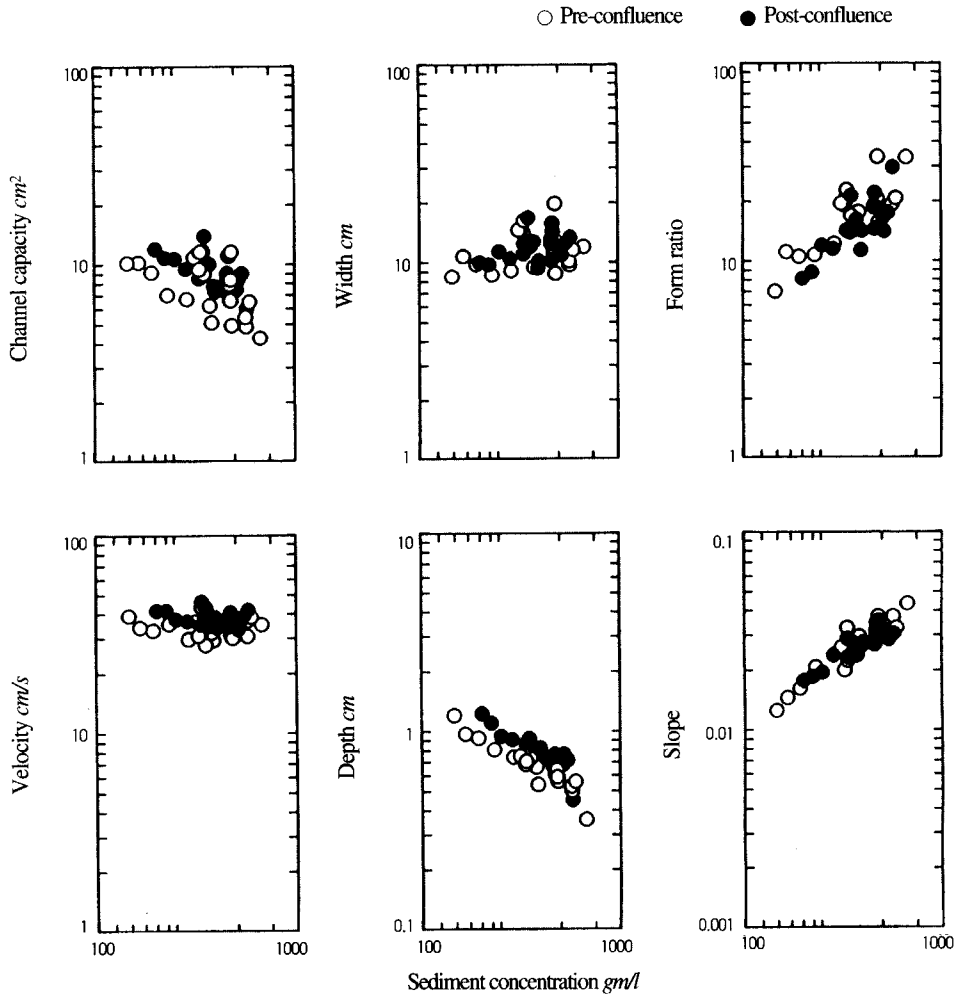 Pre-confluence
Post-confluence
100
10
1
Channel capacity cm²
100
10
1
Width cm
100
10
1
Form ratio
100
10
1
Velocity cm/s
100
1000
10
1
0.1
Depth cm
100
1000
0.1
0.01
0.001
Slope
100
1000
Sediment concentration gm/l